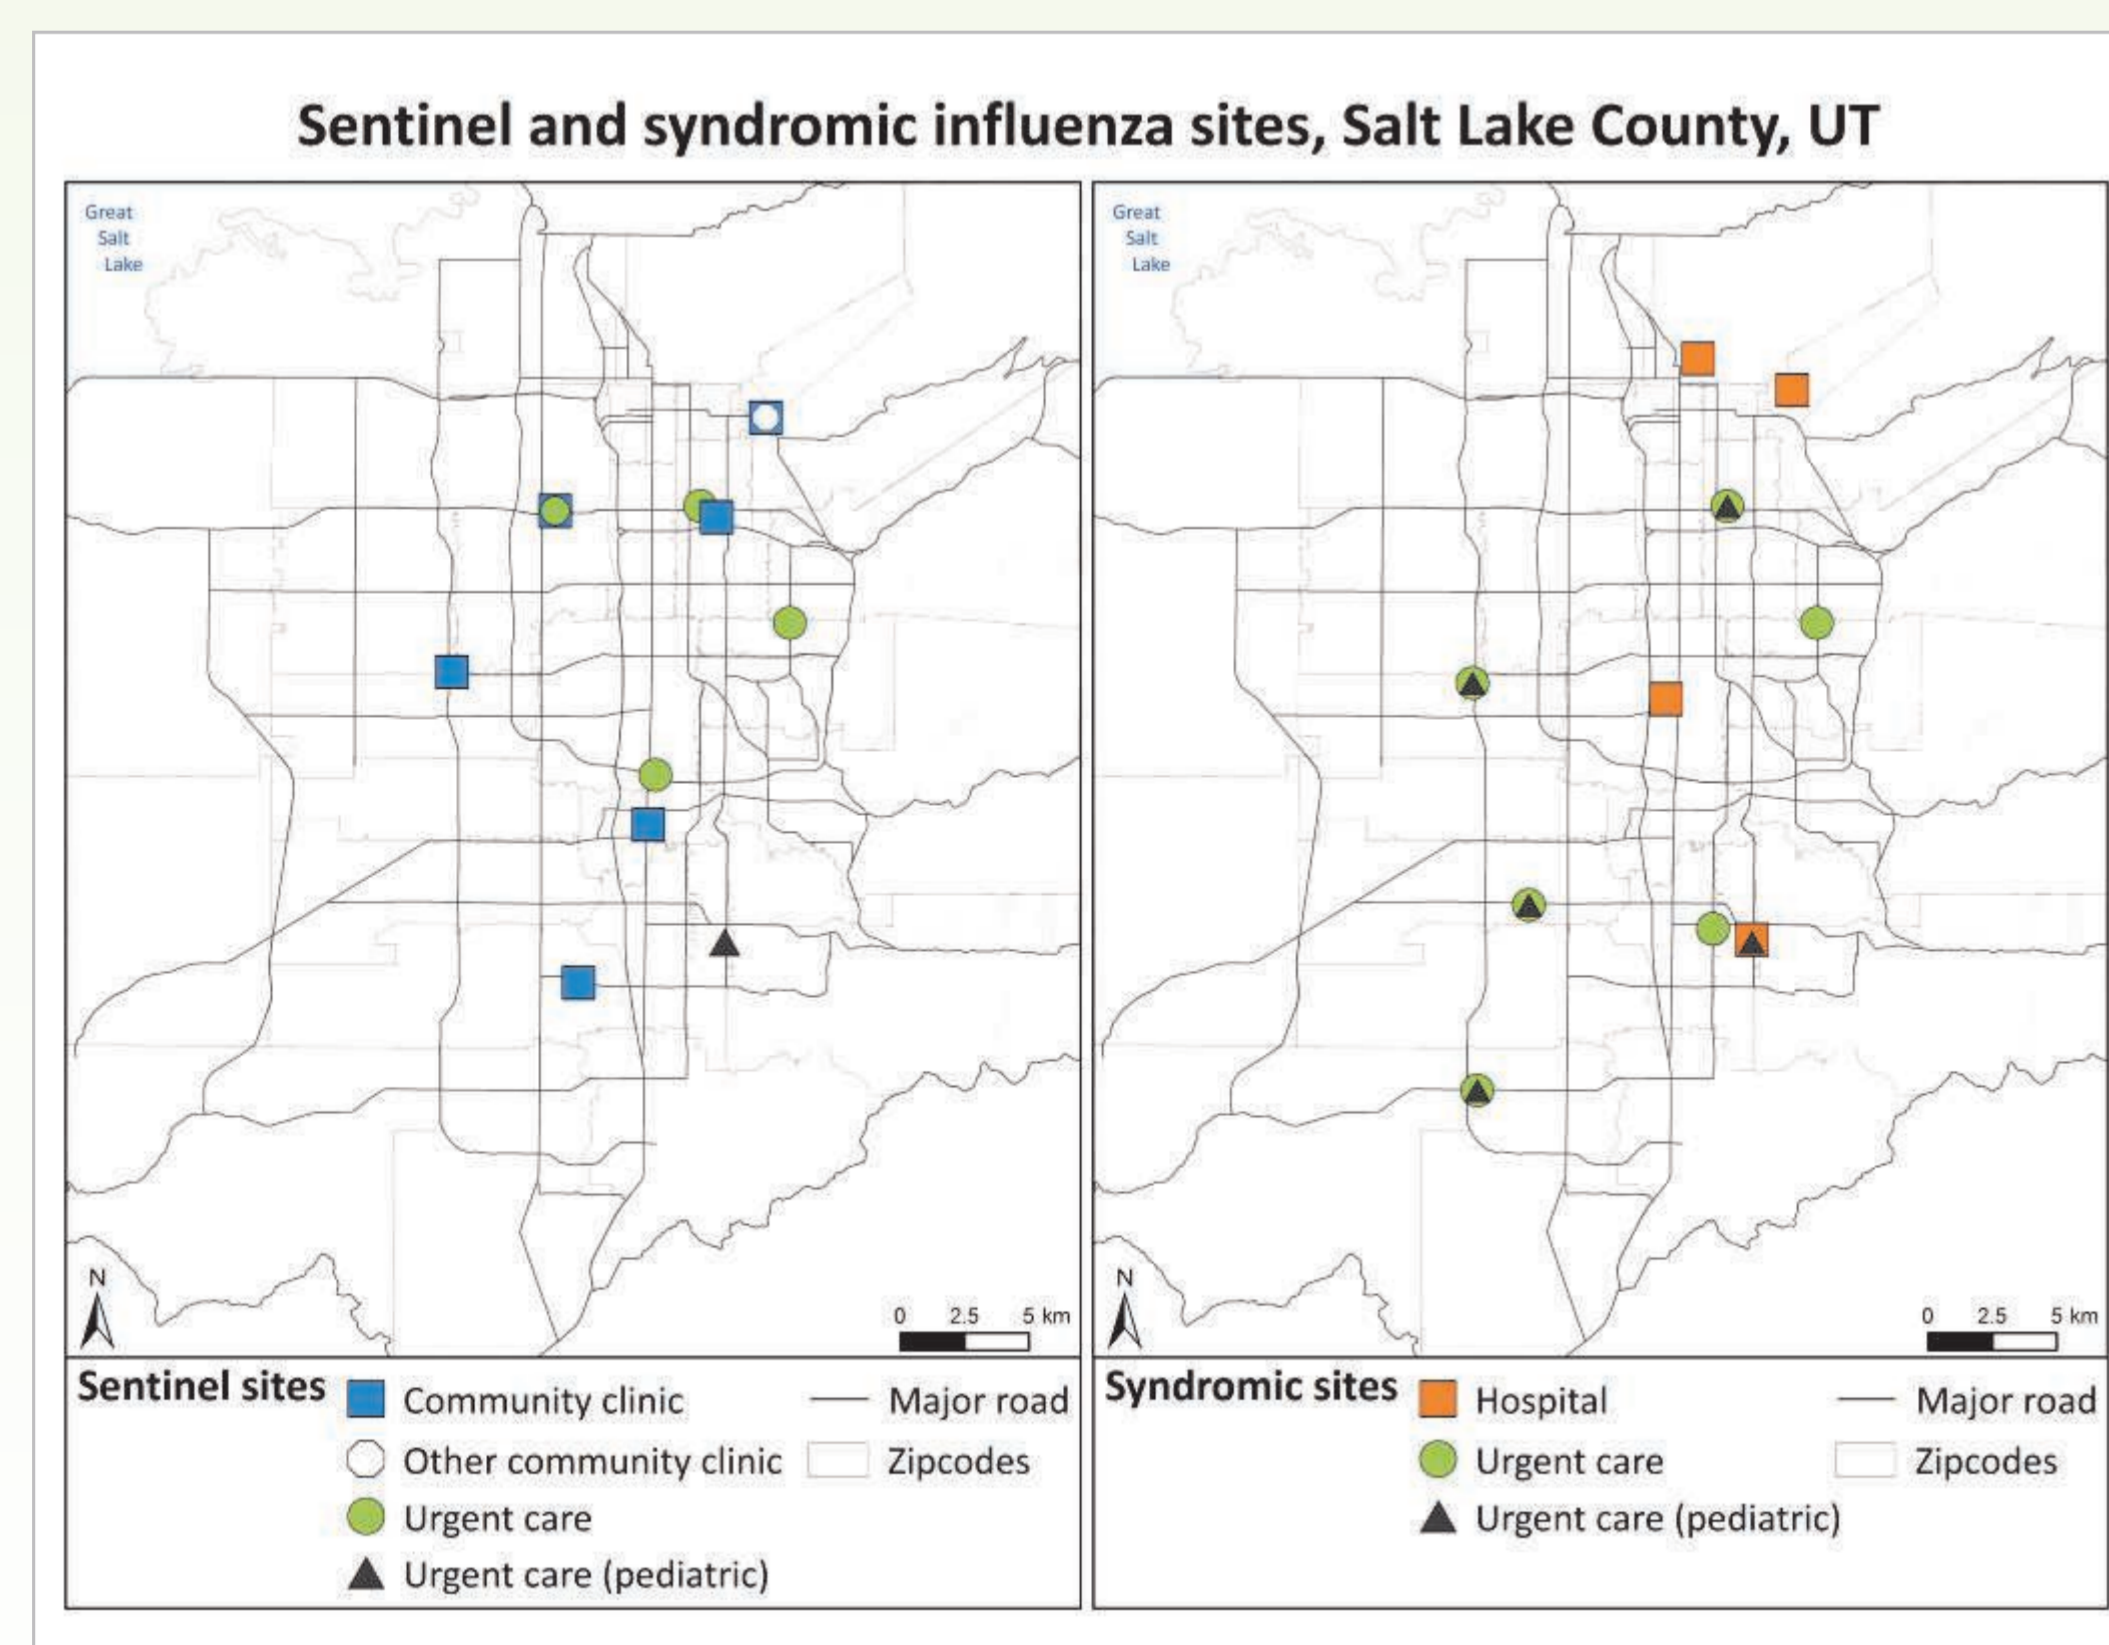 Sentinel and syndromic influenza sites, Salt Lake County, UT
Great
Salt
Lake
N
0 2.5 5 km
Sentinel sites
Community clinic
Other community clinic
Urgent care
Urgent care (pediatric)
Major road
Zipcodes
Great
Salt
Lake
N
0 2.5 5 km
Syndromic sites
Hospital
Urgent care
Urgent care (pediatric)
Major road
Zipcodes